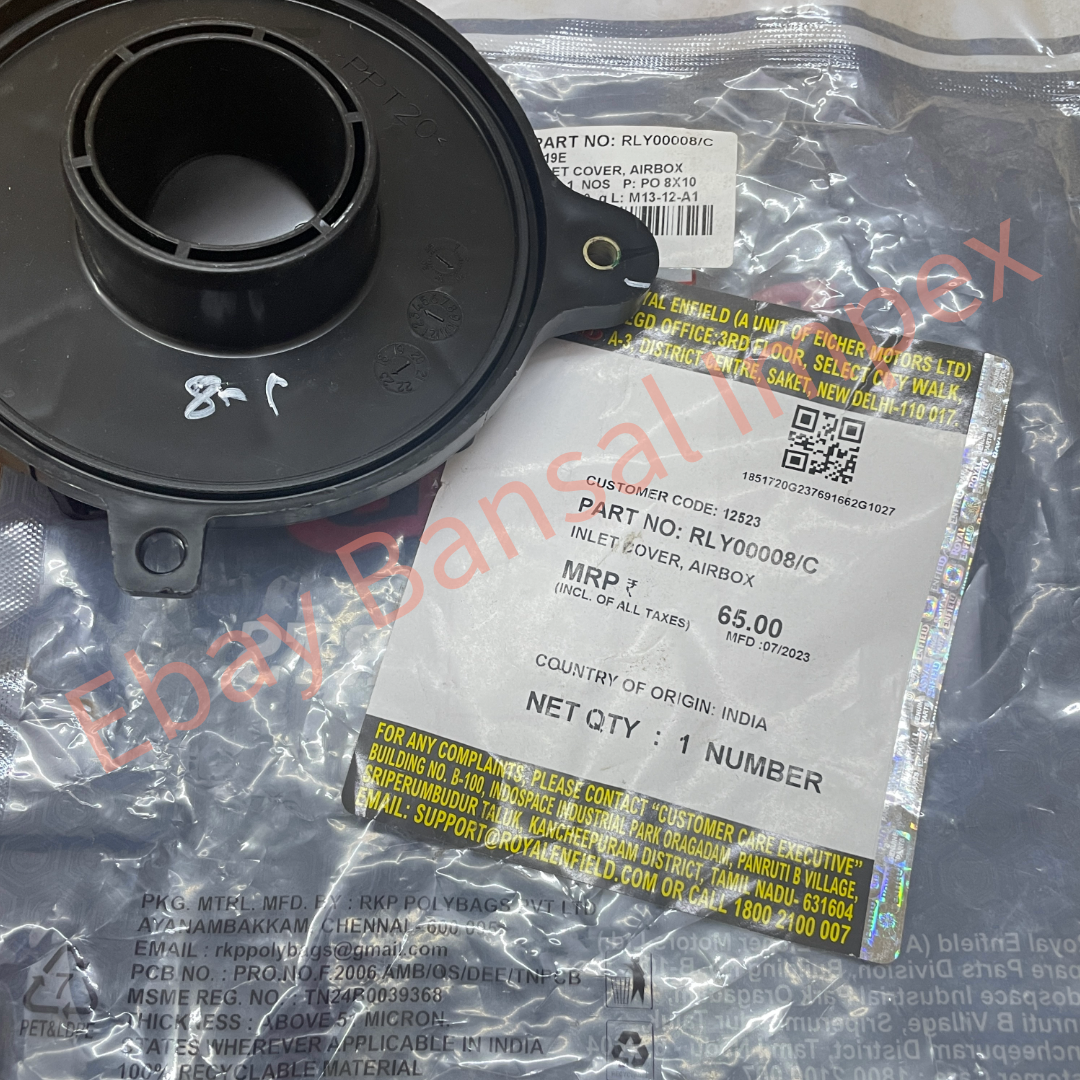 PPT20
PART NO: RLY00008/C
19E
ET COVER, AIRBOX
1 NOS P: PO 8X10
g L: M13-12-A1
YAL ENFIELD (A UNIT OF EICHER MOTORS LTD)
EGD. OFFICE:3RD FLOOR, SELECT CITY WALK,
A-3, DISTRICT CENTRE, SAKET, NEW DELHI-110 017.
1851720G237691662G1027
CUSTOMER CODE: 12523
PART NO: RLY00008/C
INLET COVER, AIRBOX
MRP ₹
(INCL. OF ALL TAXES)
65.00
MFD :07/2023
COUNTRY OF ORIGIN: INDIA
NET QTY : 1 NUMBER
FOR ANY COMPLAINTS, PLEASE CONTACT "CUSTOMER CARE EXECUTIVE"
BUILDING NO. B-100, INDOSPACE INDUSTRIAL PARK ORAGADAM, PANRUTI B VILLAGE,
SRIPERUMBUDUR TALUK, KANCHEEPURAM DISTRICT, TAMIL NADU- 631604
EMAIL: SUPPORT@ROYALENFIELD.COM OR CALL 1800 2100 007
Ebay Bansal Impex
PKG. MTRL. MFD. BY : RKP POLYBAGS PVT LTD
AYANAMBAKKAM, CHENNAI- 600
EMAIL : rkppolybags@gmail.com
PCB NO. : PRO.NO.F.2006 AMB/OS/DEE/TNPCB
MSME REG. NO. : TN24B0039368
THICKNESS : ABOVE 51 MICRON.
STATES WHEREVER APPLICABLE IN INDIA
100% RECYCLABLE MATERIAL
PET&LDPE